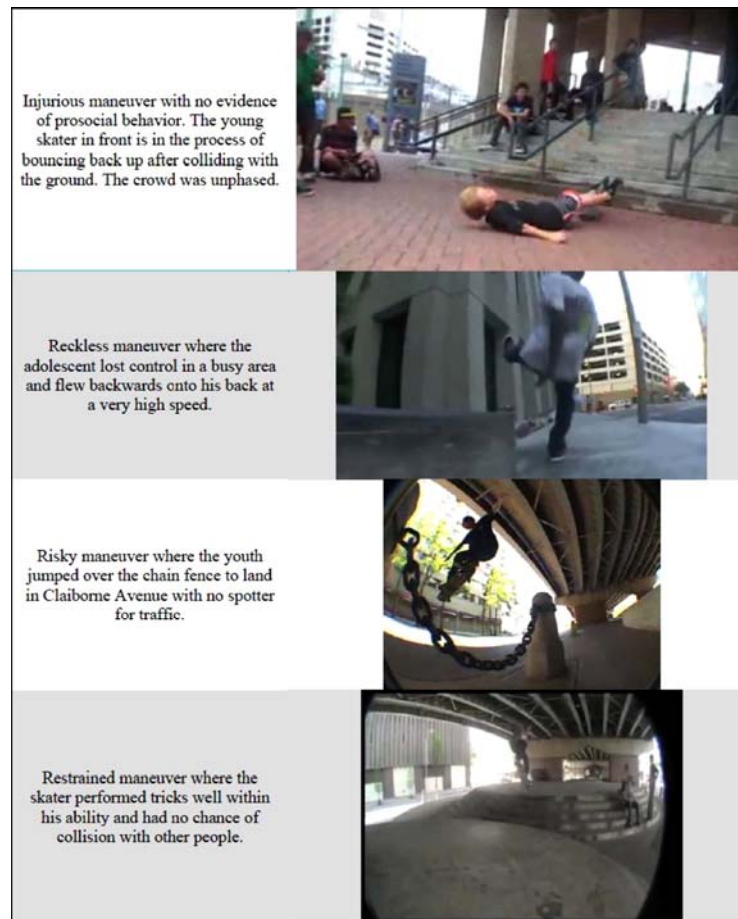 Injurious maneuver with no evidence
of prosocial behavior. The young
skater in front is in the process of
bouncing back up after colliding with
the ground. The crowd was unphased.
Reckless maneuver where the
adolescent lost control in a busy area
and flew backwards onto his back at
a very high speed.
Risky maneuver where the youth
jumped over the chain fence to land
in Claiborne Avenue with no spotter
for traffic.
Restrained maneuver where the
skater performed tricks well within
his ability and had no chance of
collision with other people.